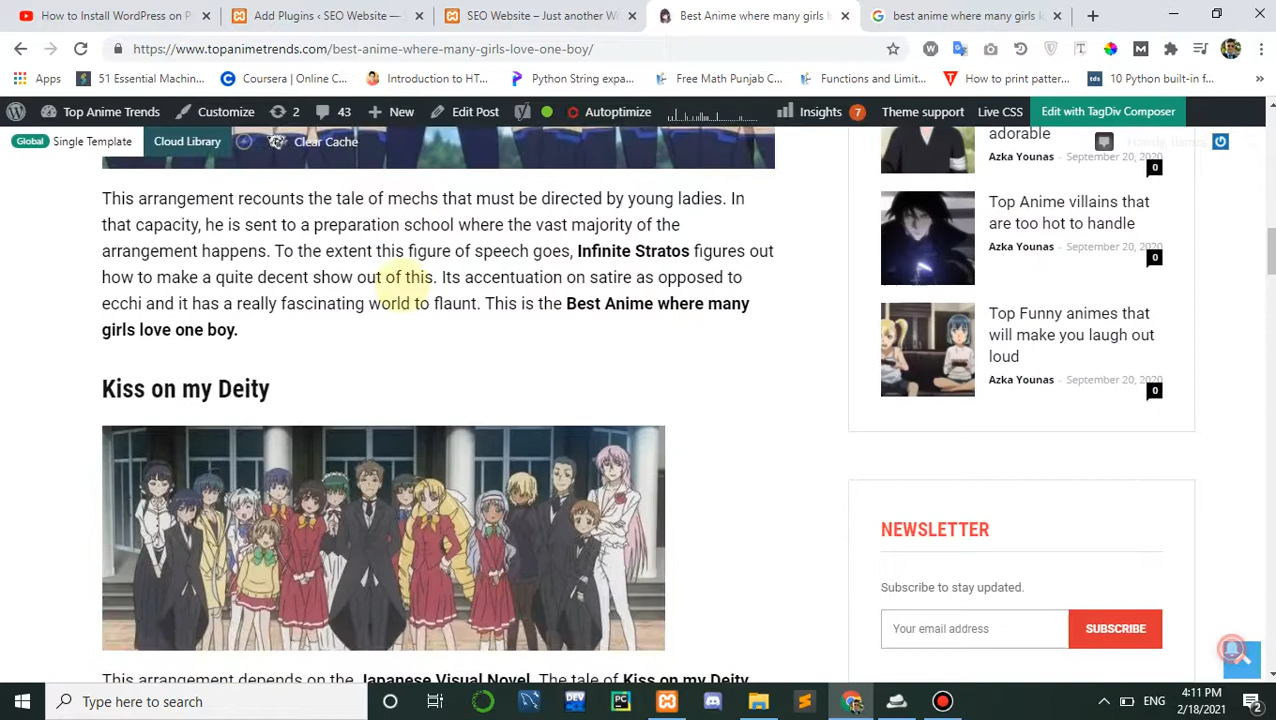 How to Install WordPress on P
Add Plugins ‹ SEO Website —
SEO Website – Just another W
Best Anime where many girls l
best anime where many girls k
https://www.topanimetrends.com/best-anime-where-many-girls-love-one-boy/
Apps
51 Essential Machin...
Coursera | Online C...
Introduction to HT...
Python String expa...
Free Math Punjab C...
Functions and Limit...
How to print patter...
10 Python built-in f...
Top Anime Trends
Customize
2
43
New
Edit Post
Autoptimize
Insights 7
Theme support
Live CSS
Edit with TagDiv Composer
Global Single Template
Cloud Library
Clear Cache
This arrangement recounts the tale of mechs that must be directed by young ladies. In
that capacity, he is sent to a preparation school where the vast majority of the
arrangement happens. To the extent this figure of speech goes, Infinite Stratos figures out
how to make a quite decent show out of this. Its accentuation on satire as opposed to
ecchi and it has a really fascinating world to flaunt. This is the Best Anime where many
girls love one boy.
Kiss on my Deity
This arrangement depends on the Japanese Visual Novel. The tale of Kiss on my Deity
adorable
Azka Younas - September 20, 2020
0
Top Anime villains that
are too hot to handle
Azka Younas - September 20, 2020
0
Top Funny animes that
will make you laugh out
loud
Azka Younas - September 20, 2020
0
NEWSLETTER
Subscribe to stay updated.
Your email address
SUBSCRIBE
Type here to search
ENG
4:11 PM
2/18/2021
2